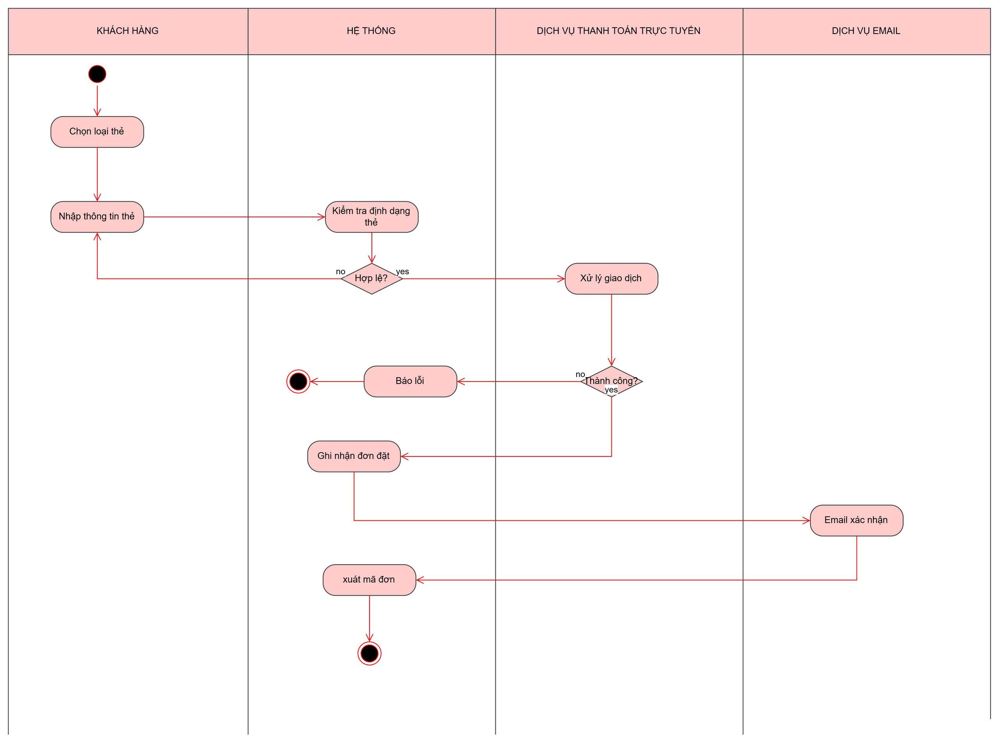 KHÁCH HÀNG
HỆ THỐNG
DỊCH VỤ THANH TOÁN TRỰC TUYẾN
DỊCH VỤ EMAIL
Chọn loại thẻ
Nhập thông tin thẻ
Kiểm tra định dạng
thẻ
no
Hợp lệ?
yes
Xử lý giao dịch
Báo lỗi
no
Thành công?
yes
Ghi nhận đơn đặt
Email xác nhận
xuát mã đơn